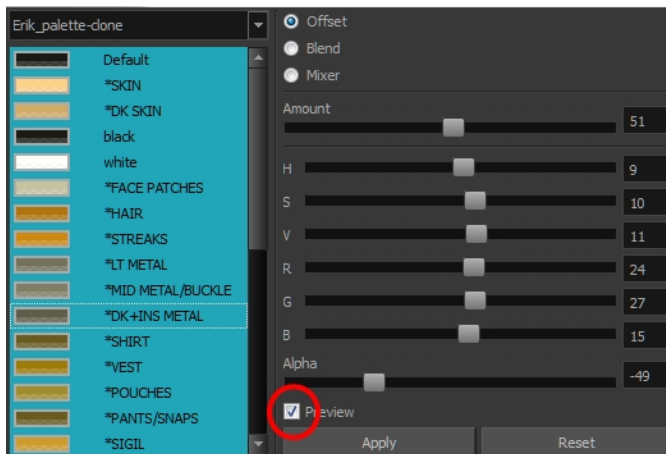 Erik_palette-clone
Default
*SKIN
*DK SKIN
black
white
*FACE PATCHES
*HAIR
*STREAKS
*LT METAL
*MID METAL/BUCKLE
*DK+INS METAL
*SHIRT
*VEST
*POUCHES
*PANTS/SNAPS
*SIGIL
Offset
Blend
Mixer
Amount
51
H 9
S 10
V 11
R 24
G 27
B 15
Alpha
-49
Preview
Apply Reset